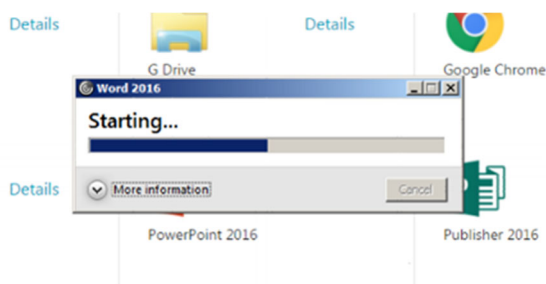 Details
Details
G Drive
Google Chrome
Word 2016
Starting...
Details
More information
Cancel
PowerPoint 2016
Publisher 2016